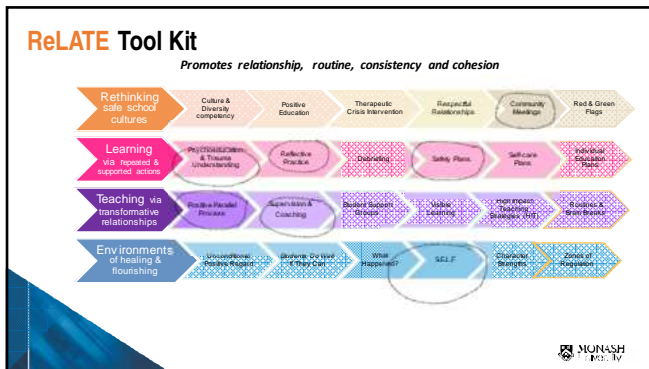 ReLATE Tool Kit
Promotes relationship, routine, consistency and cohesion
Rethinking
safe school
cultures
Culture &
Diversity
competency
Positive
Education
Therapeutic
Crisis Intervention
Respectful
Relationships
Community
Meetings
Red & Green
Flags
Learning
via repeated &
supported actions
Psychoeducation
& Trauma
Understanding
Reflective
Practice
Debriefing
Safety Plans
Self-care
Plans
Individual
Education
Plans
Teaching via
transformative
relationships
Positive Parallel
Process
Supervision &
Coaching
Student Support
Groups
Visible
Learning
High Impact
Teaching
Strategies (HIT)
Routines &
Brain Breaks
Environments
of healing &
flourishing
Unconditional
Positive Regard
Students Do Well
if They Can
What
Happened?
S.E.L.F
Character
Strengths
Zones of
Regulation
MONASH
University